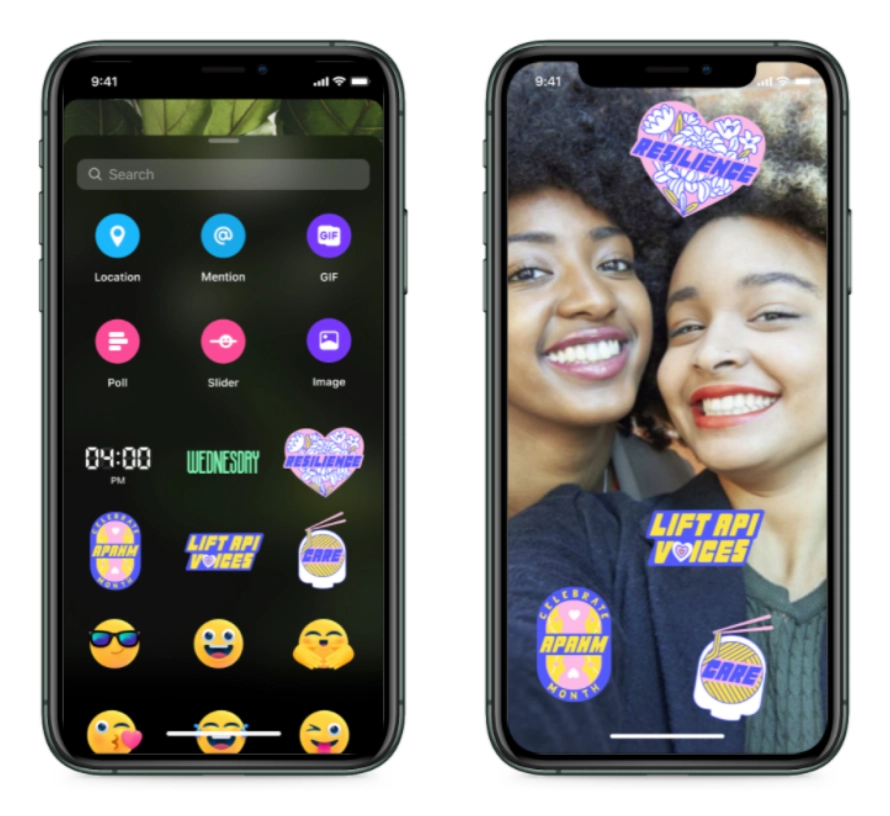 9:41
Search
Location
Mention
GIF
GIF
Poll
Slider
Image
04:00
PM
WEDNESDAY
RESILIENCE
CELEBRATE
APAHM
MONTH
LIFT API
VOICES
CARE
9:41
RESILIENCE
LIFT API
VOICES
CELEBRATE
APAHM
MONTH
CARE